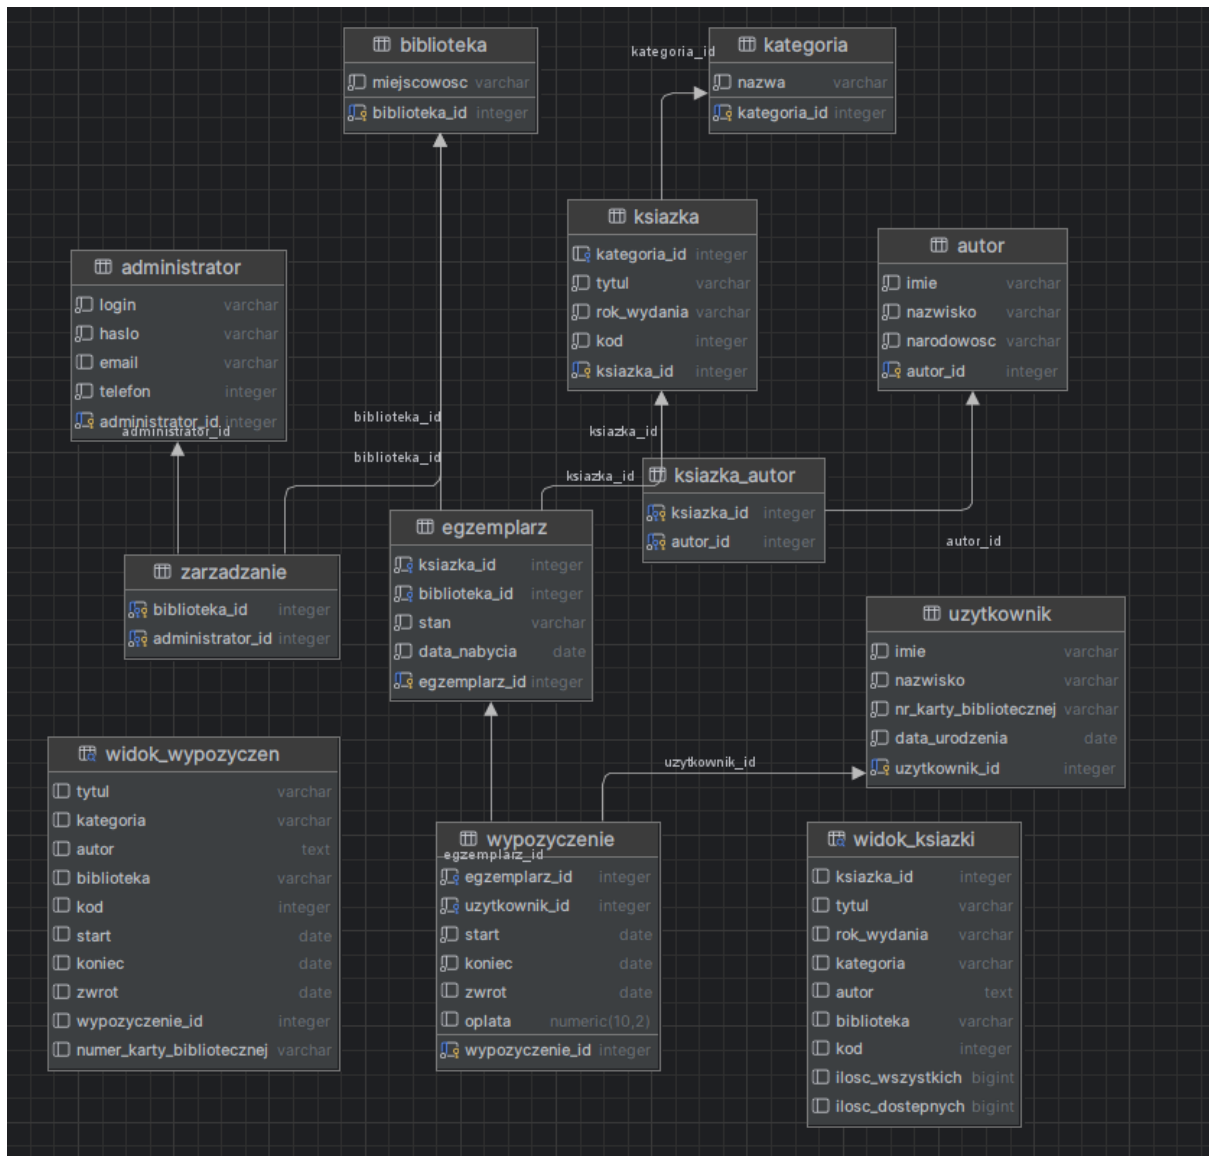 biblioteka
miejscowosc varchar
biblioteka_id integer
kategoria_id
kategoria
nazwa varchar
kategoria_id integer
ksiazka
kategoria_id integer
tytul varchar
rok_wydania varchar
kod integer
ksiazka_id integer
autor
imie varchar
nazwisko varchar
narodowosc varchar
autor_id integer
administrator
login varchar
haslo varchar
email varchar
telefon integer
administrator_id integer
administrator_id
biblioteka_id
biblioteka_id
ksiazka_id
ksiazka_id
ksiazka_autor
ksiazka_id integer
autor_id integer
autor_id
egzemplarz
ksiazka_id integer
biblioteka_id integer
stan varchar
data_nabycia date
egzemplarz_id integer
zarzadzanie
biblioteka_id integer
administrator_id integer
uzytkownik
imie varchar
nazwisko varchar
nr_karty_bibliotecznej varchar
data_urodzenia date
uzytkownik_id integer
uzytkownik_id
widok_wypozyczen
tytul varchar
kategoria varchar
autor text
biblioteka varchar
kod integer
start date
koniec date
zwrot date
wypozyczenie_id integer
numer_karty_bibliotecznej varchar
wypozyczenie
egzemplarz_id
egzemplarz_id integer
uzytkownik_id integer
start date
koniec date
zwrot date
oplata numeric(10,2)
wypozyczenie_id integer
widok_ksiazki
ksiazka_id integer
tytul varchar
rok_wydania varchar
kategoria varchar
autor text
biblioteka varchar
kod integer
ilosc_wszystkich bigint
ilosc_dostepnych bigint